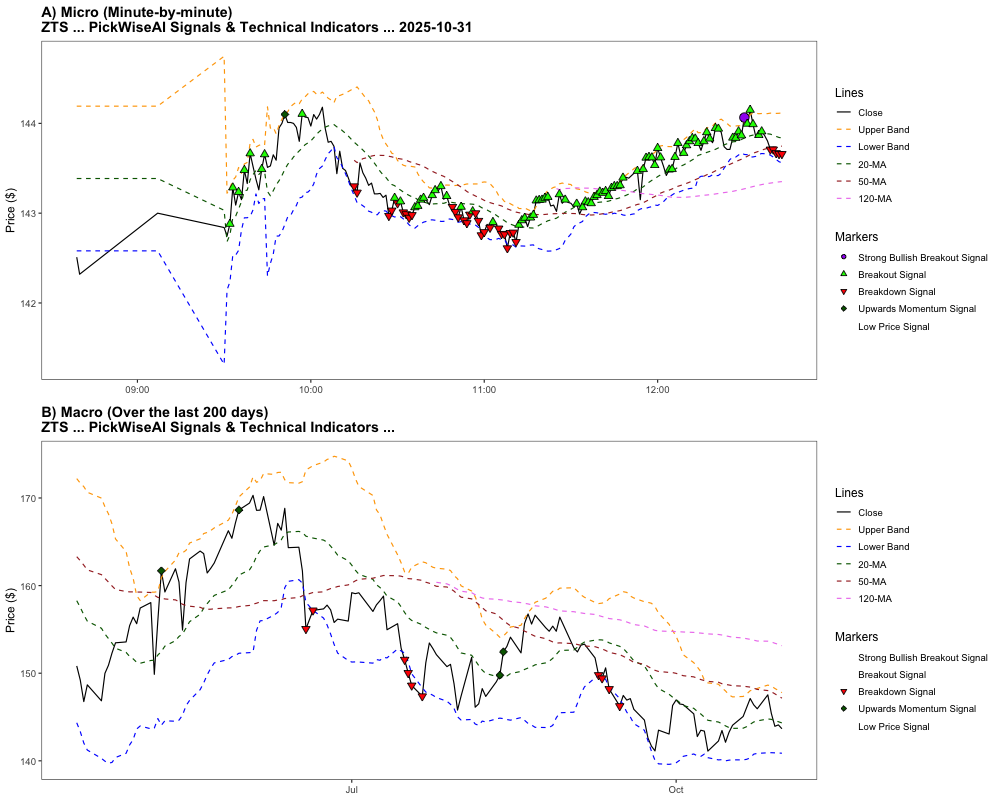 A) Micro (Minute-by-minute)
ZTS ... PickWiseAI Signals & Technical Indicators ... 2025-10-31
Price ($)
144
143
142
09:00
10:00
11:00
12:00
Lines
Close
Upper Band
Lower Band
20-MA
50-MA
120-MA
Markers
Strong Bullish Breakout Signal
Breakout Signal
Breakdown Signal
Upwards Momentum Signal
Low Price Signal
B) Macro (Over the last 200 days)
ZTS ... PickWiseAI Signals & Technical Indicators ...
Price ($)
170
160
150
140
Jul
Oct
Lines
Close
Upper Band
Lower Band
20-MA
50-MA
120-MA
Markers
Strong Bullish Breakout Signal
Breakout Signal
Breakdown Signal
Upwards Momentum Signal
Low Price Signal